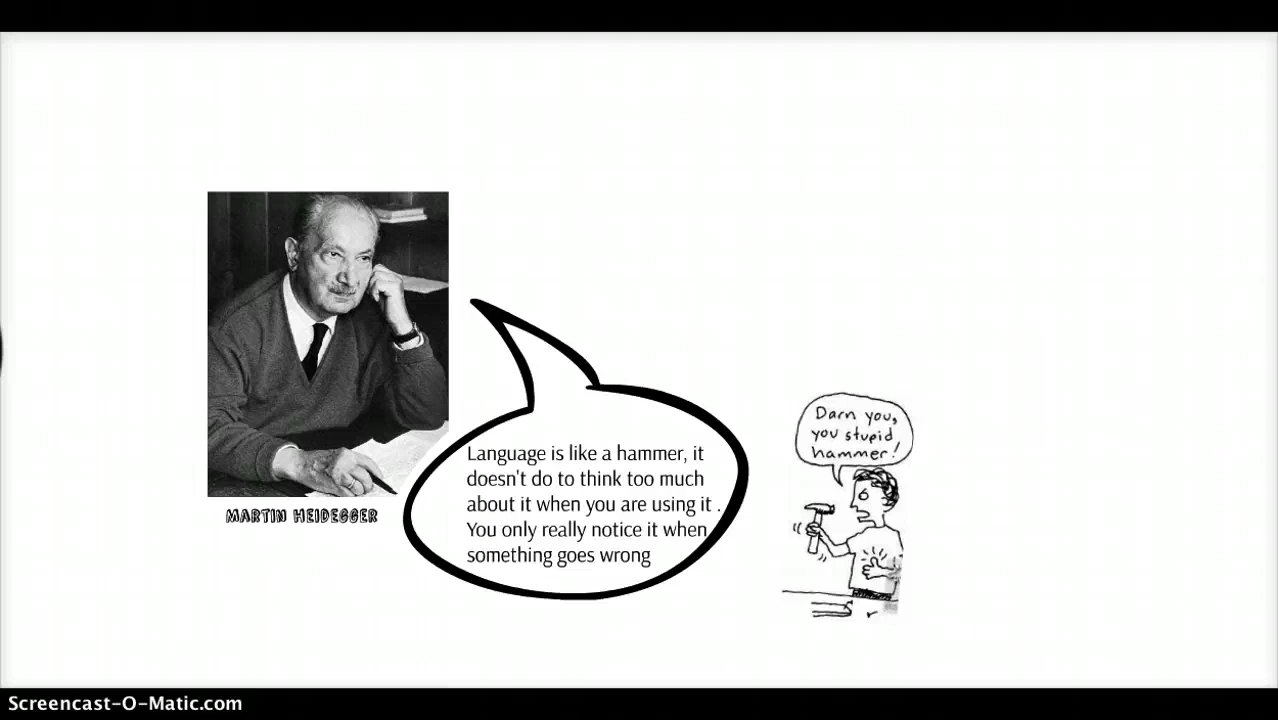 MARTIN HEIDEGGER
Language is like a hammer, it
doesn't do to think too much
about it when you are using it .
You only really notice it when
something goes wrong
Darn you,
you stupid
hammer!
Screencast-O-Matic.com